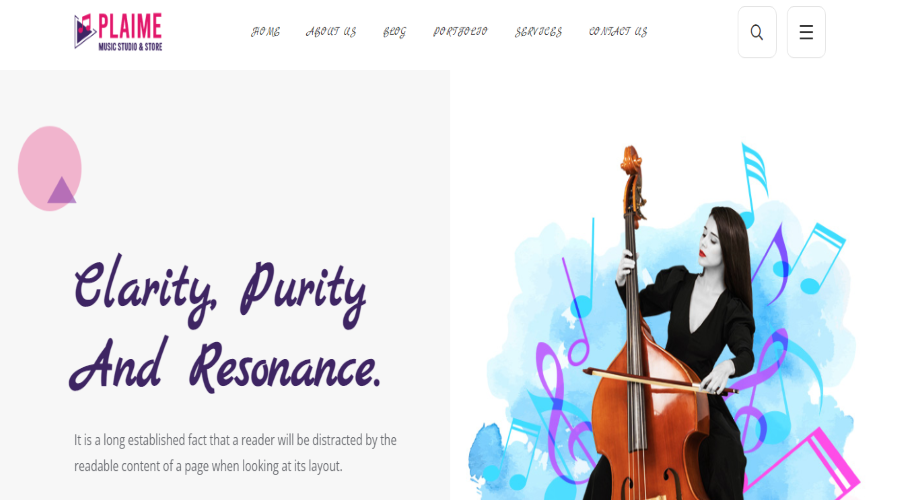 PLAIME
MUSIC STUDIO & STORE
HOME ABOUT US BLOG PORTFOLIO SERVICES CONTACT US
Clarity, Purity
And Resonance.
It is a long established fact that a reader will be distracted by the
readable content of a page when looking at its layout.